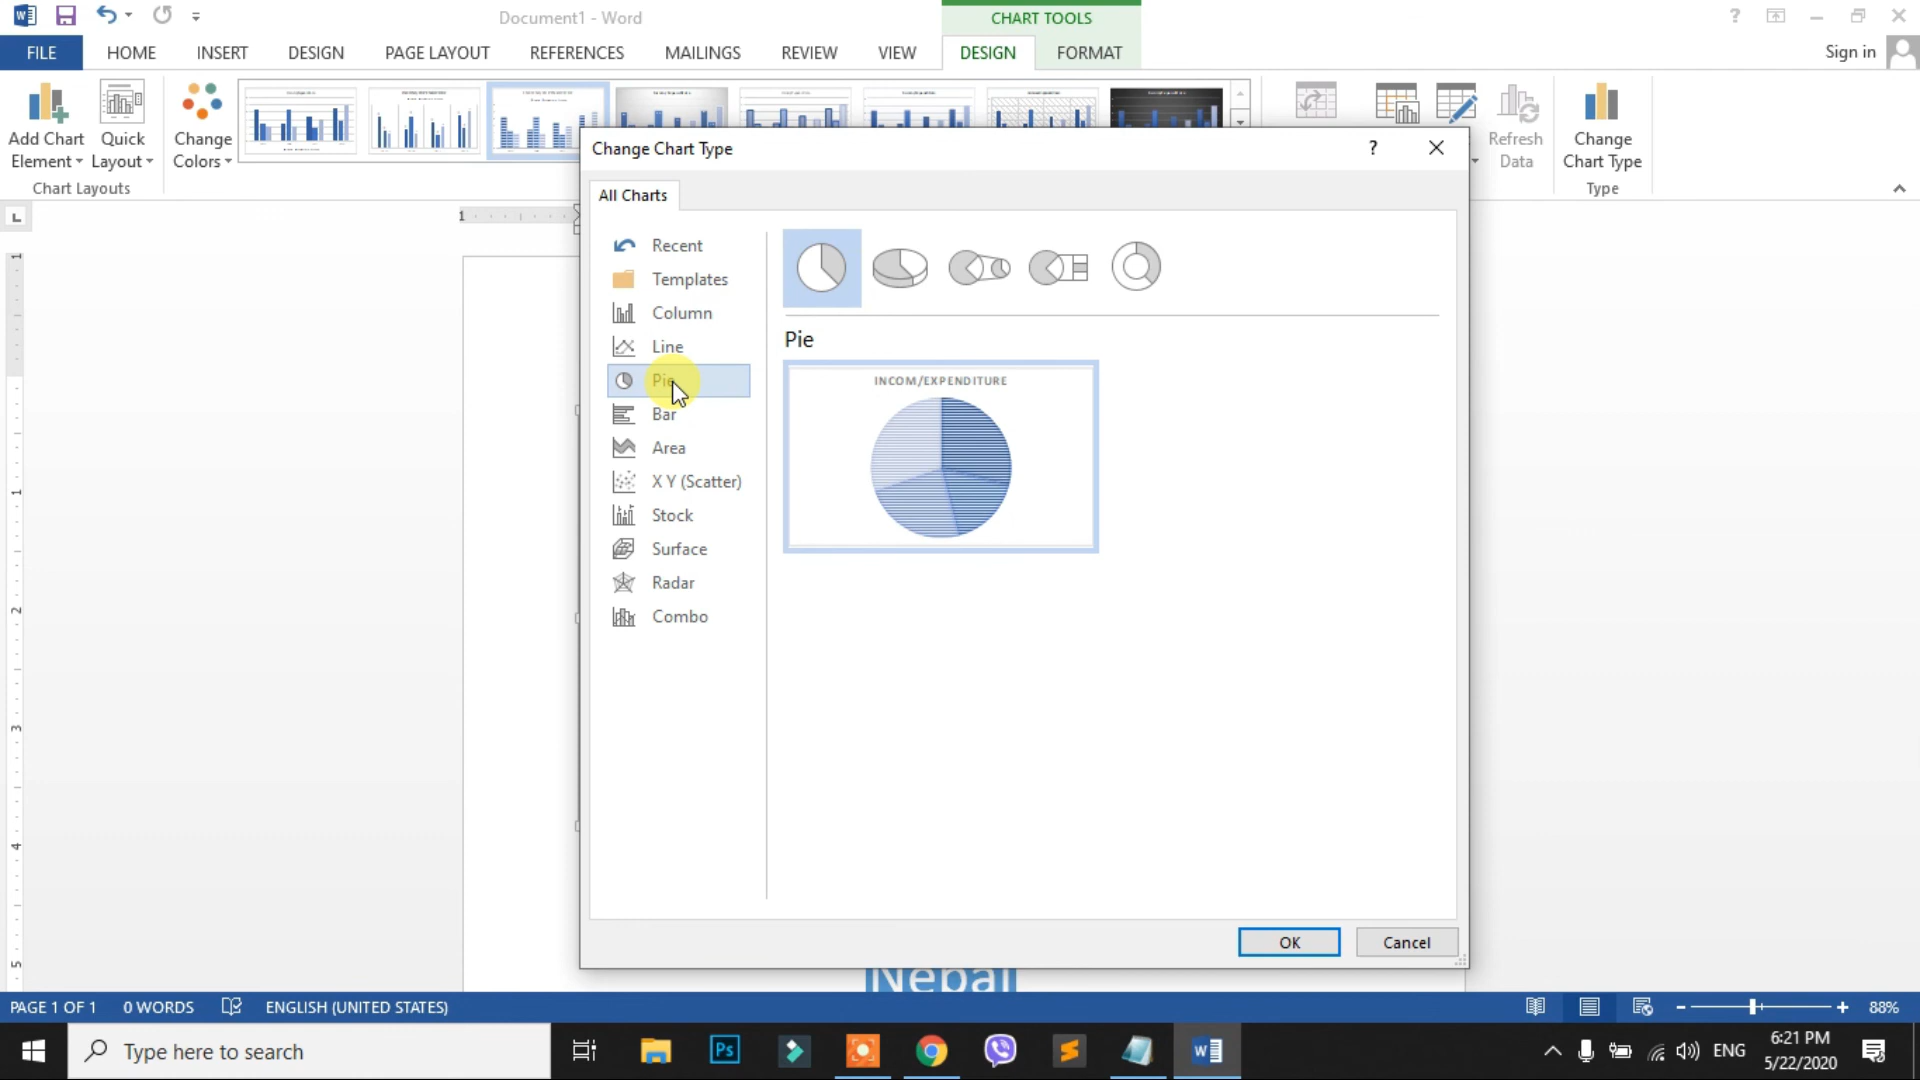 Document1 - Word
CHART TOOLS
FILE
HOME
INSERT
DESIGN
PAGE LAYOUT
REFERENCES
MAILINGS
REVIEW
VIEW
DESIGN
FORMAT
Sign in
Add Chart
Element
Quick
Layout
Change
Colors
Refresh
Data
Change
Chart Type
Chart Layouts
Type
Change Chart Type
All Charts
Recent
Templates
Column
Line
Pie
Bar
Area
X Y (Scatter)
Stock
Surface
Radar
Combo
Pie
INCOM/EXPENDITURE
OK
Cancel
Nepal
PAGE 1 OF 1
0 WORDS
ENGLISH (UNITED STATES)
88%
Type here to search
Ps
ENG
6:21 PM
5/22/2020